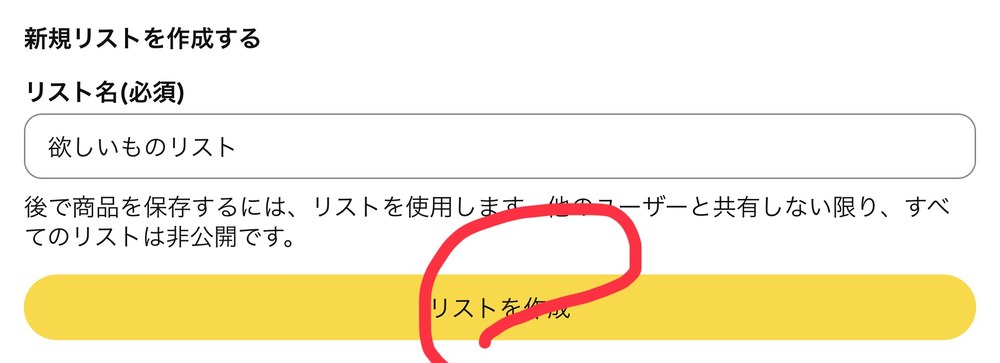 新規リストを作成する
リスト名(必須)
欲しいものリスト
後で商品を保存するには、リストを使用します。他のユーザーと共有しない限り、すべ
てのリストは非公開です。
リストを作成